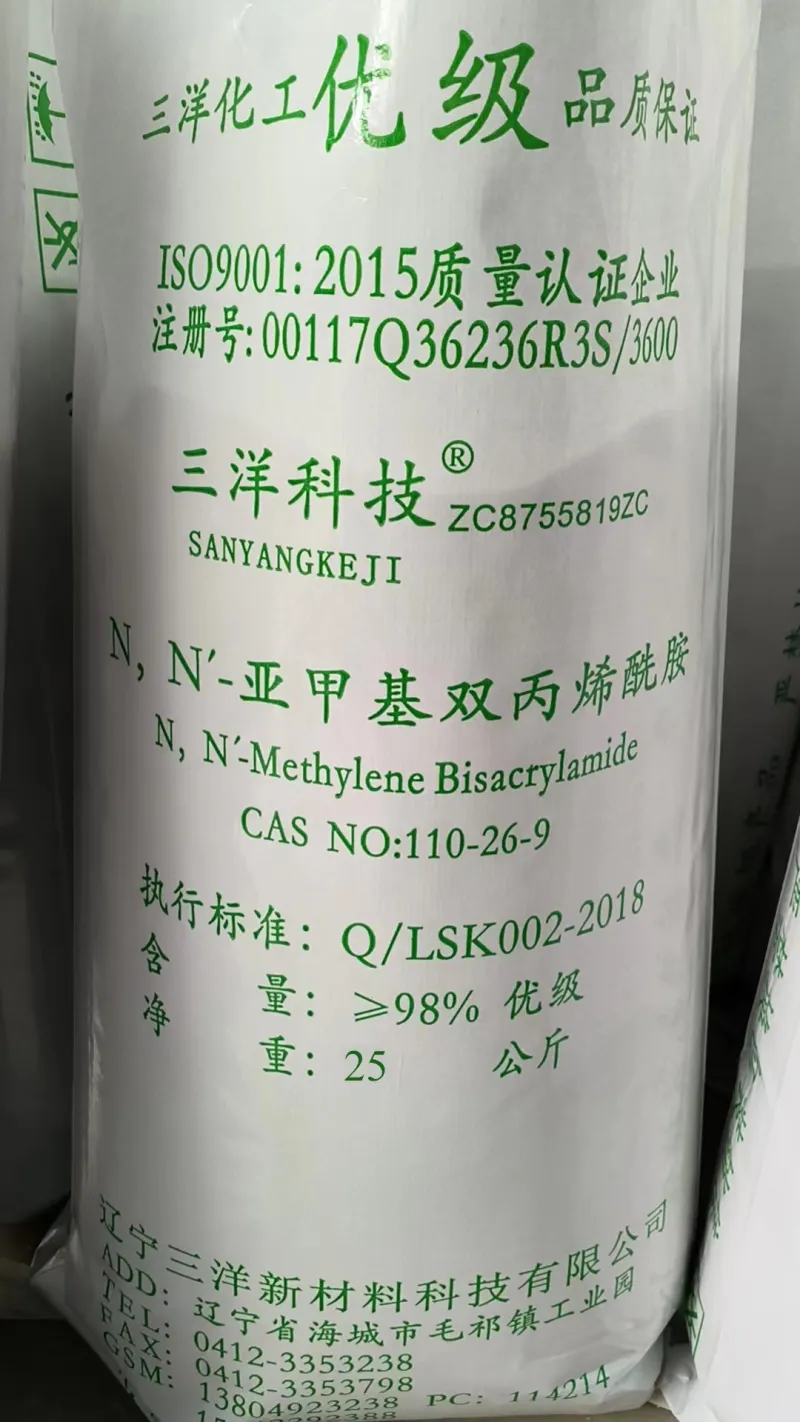 三洋化工优级品质保证
ISO9001:2015质量认证企业
注册号:00117Q36236R3S/3600
三洋科技® ZC8755819ZC
SANYANGKEJI
N, N′-亚甲基双丙烯酰胺
N, N′-Methylene Bisacrylamide
CAS NO:110-26-9
执行标准: Q/LSK002-2018
含 量: ≥98% 优级
净 重: 25 公斤
辽宁三洋新材料科技有限公司
ADD: 辽宁省海城市毛祁镇工业园
TEL: 0412-3353238
FAX: 0412-3353798
GSM: 13804923238 PC: 114214